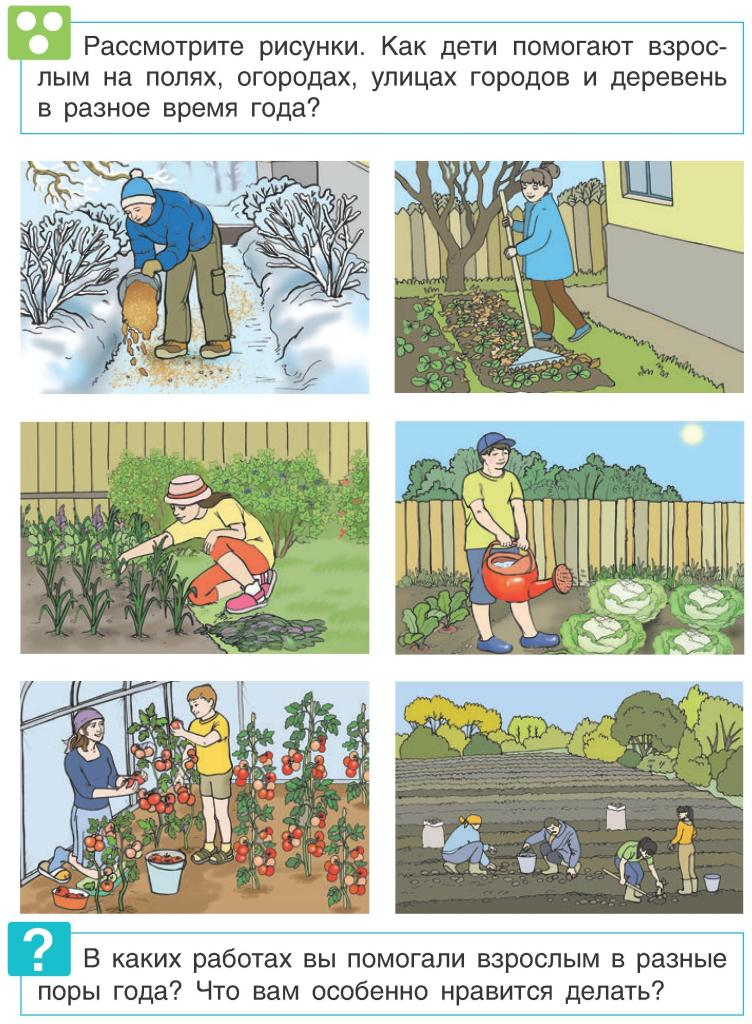 Рассмотрите рисунки. Как дети помогают взрос-
лым на полях, огородах, улицах городов и деревень
в разное время года?
?
В каких работах вы помогали взрослым в разные
поры года? Что вам особенно нравится делать?